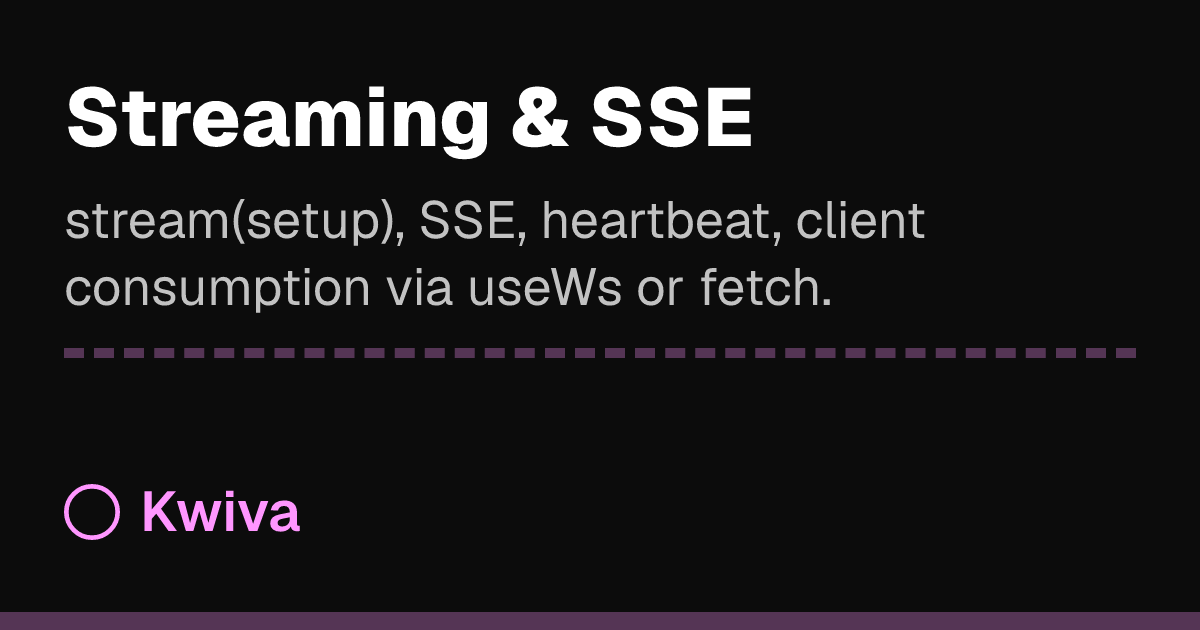 Streaming & SSE
stream(setup), SSE, heartbeat, client
consumption via useWs or fetch.
Kwiva